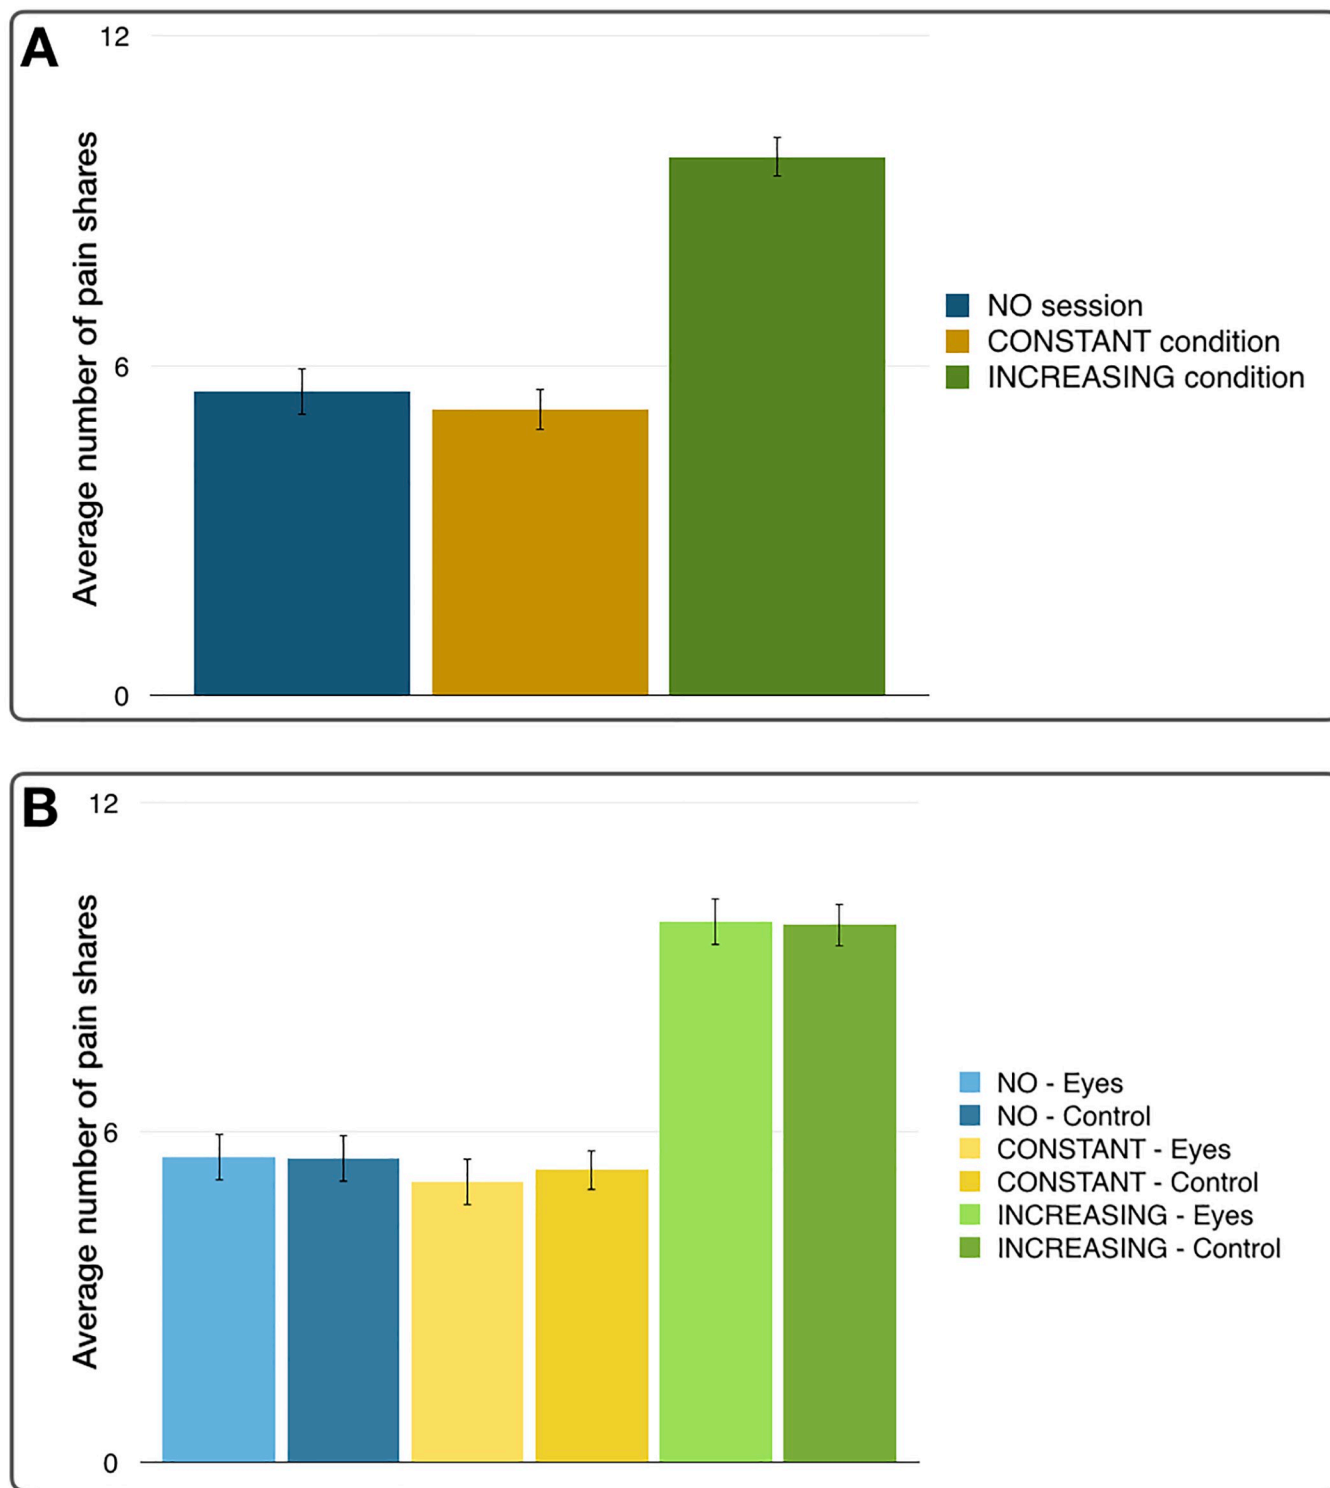 A
12
6
0
Average number of pain shares
NO session
CONSTANT condition
INCREASING condition
B
12
6
0
Average number of pain shares
NO - Eyes
NO - Control
CONSTANT - Eyes
CONSTANT - Control
INCREASING - Eyes
INCREASING - Control